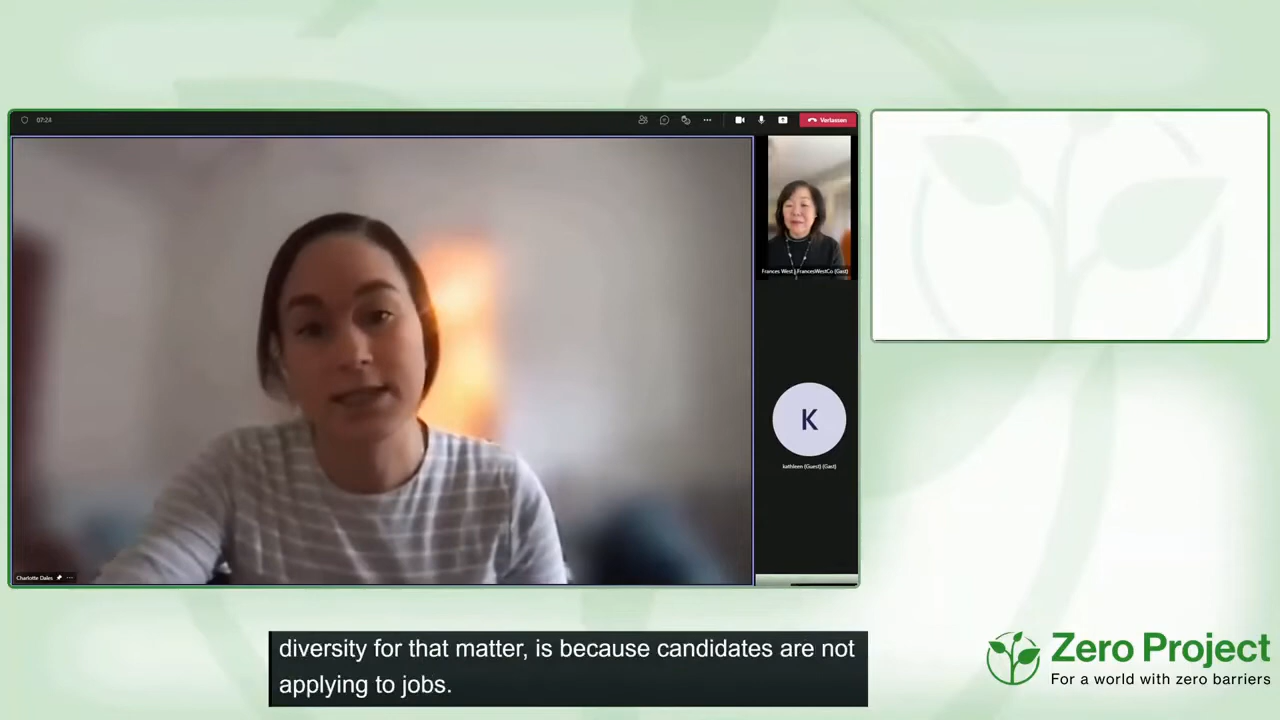 07:24
Verlassen
Frances West | FrancesWestCo (Gast)
K
kathleen (Guest) (Gast)
Charlotte Dales
diversity for that matter, is because candidates are not
applying to jobs.
Zero Project
For a world with zero barriers